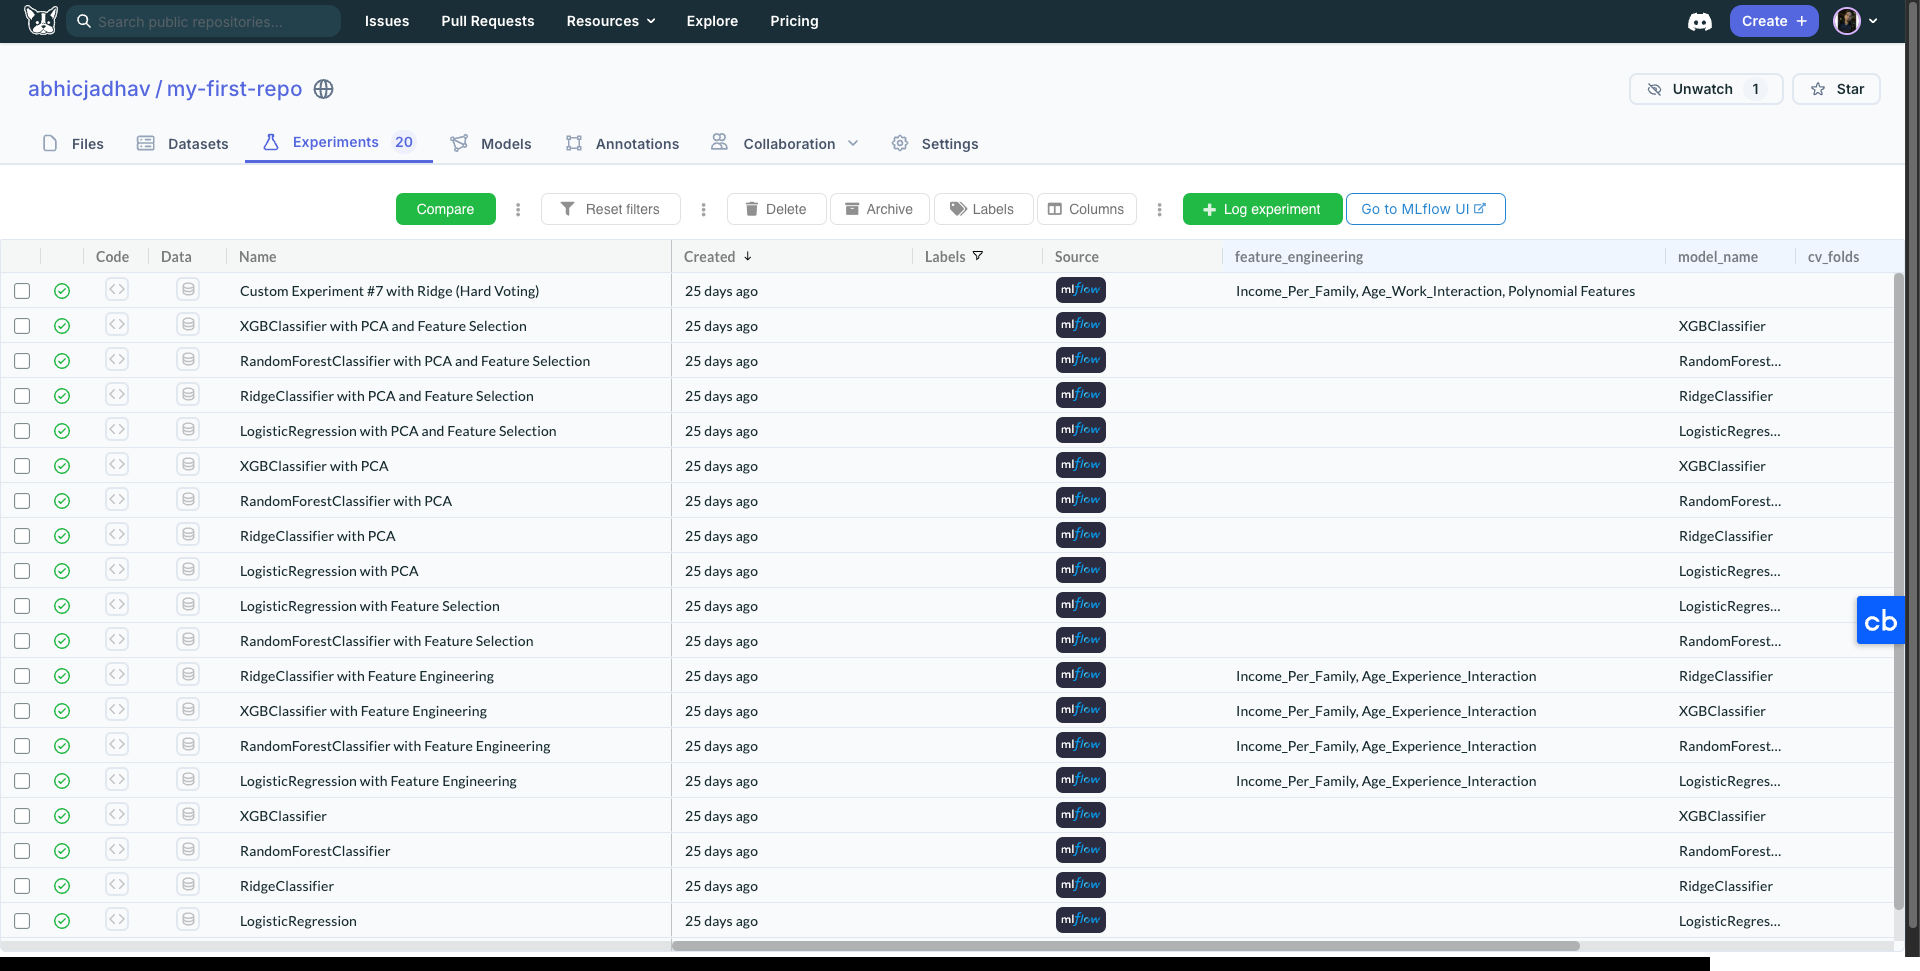 Search public repositories...
Issues
Pull Requests
Resources
Explore
Pricing
Create +
abhicjadhav / my-first-repo
Unwatch 1
Star
Files
Datasets
Experiments 20
Models
Annotations
Collaboration
Settings
Compare
Reset filters
Delete
Archive
Labels
Columns
+ Log experiment
Go to MLflow UI
Code Data Name Created Labels Source feature_engineering model_name cv_folds
Custom Experiment #7 with Ridge (Hard Voting) 25 days ago mlflow Income_Per_Family, Age_Work_Interaction, Polynomial Features
XGBClassifier with PCA and Feature Selection 25 days ago mlflow XGBClassifier
RandomForestClassifier with PCA and Feature Selection 25 days ago mlflow RandomForest...
RidgeClassifier with PCA and Feature Selection 25 days ago mlflow RidgeClassifier
LogisticRegression with PCA and Feature Selection 25 days ago mlflow LogisticRegres...
XGBClassifier with PCA 25 days ago mlflow XGBClassifier
RandomForestClassifier with PCA 25 days ago mlflow RandomForest...
RidgeClassifier with PCA 25 days ago mlflow RidgeClassifier
LogisticRegression with PCA 25 days ago mlflow LogisticRegres...
LogisticRegression with Feature Selection 25 days ago mlflow LogisticRegres...
cb
RandomForestClassifier with Feature Selection 25 days ago mlflow RandomForest...
RidgeClassifier with Feature Engineering 25 days ago mlflow Income_Per_Family, Age_Experience_Interaction RidgeClassifier
XGBClassifier with Feature Engineering 25 days ago mlflow Income_Per_Family, Age_Experience_Interaction XGBClassifier
RandomForestClassifier with Feature Engineering 25 days ago mlflow Income_Per_Family, Age_Experience_Interaction RandomForest...
LogisticRegression with Feature Engineering 25 days ago mlflow Income_Per_Family, Age_Experience_Interaction LogisticRegres...
XGBClassifier 25 days ago mlflow XGBClassifier
RandomForestClassifier 25 days ago mlflow RandomForest...
RidgeClassifier 25 days ago mlflow RidgeClassifier
LogisticRegression 25 days ago mlflow LogisticRegres...